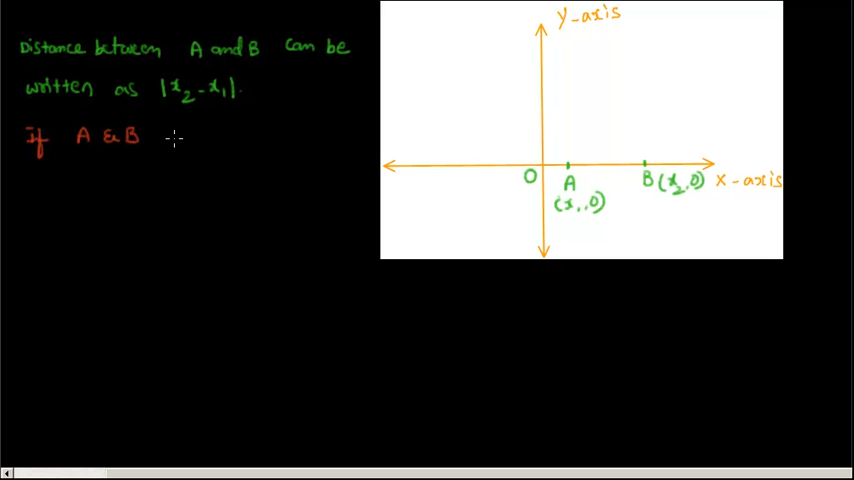 Distance between A and B can be
written as |x₂-x₁|.
If A & B
Y-axis
O
A
B(x₂,0)
X-axis
(x₁,0)